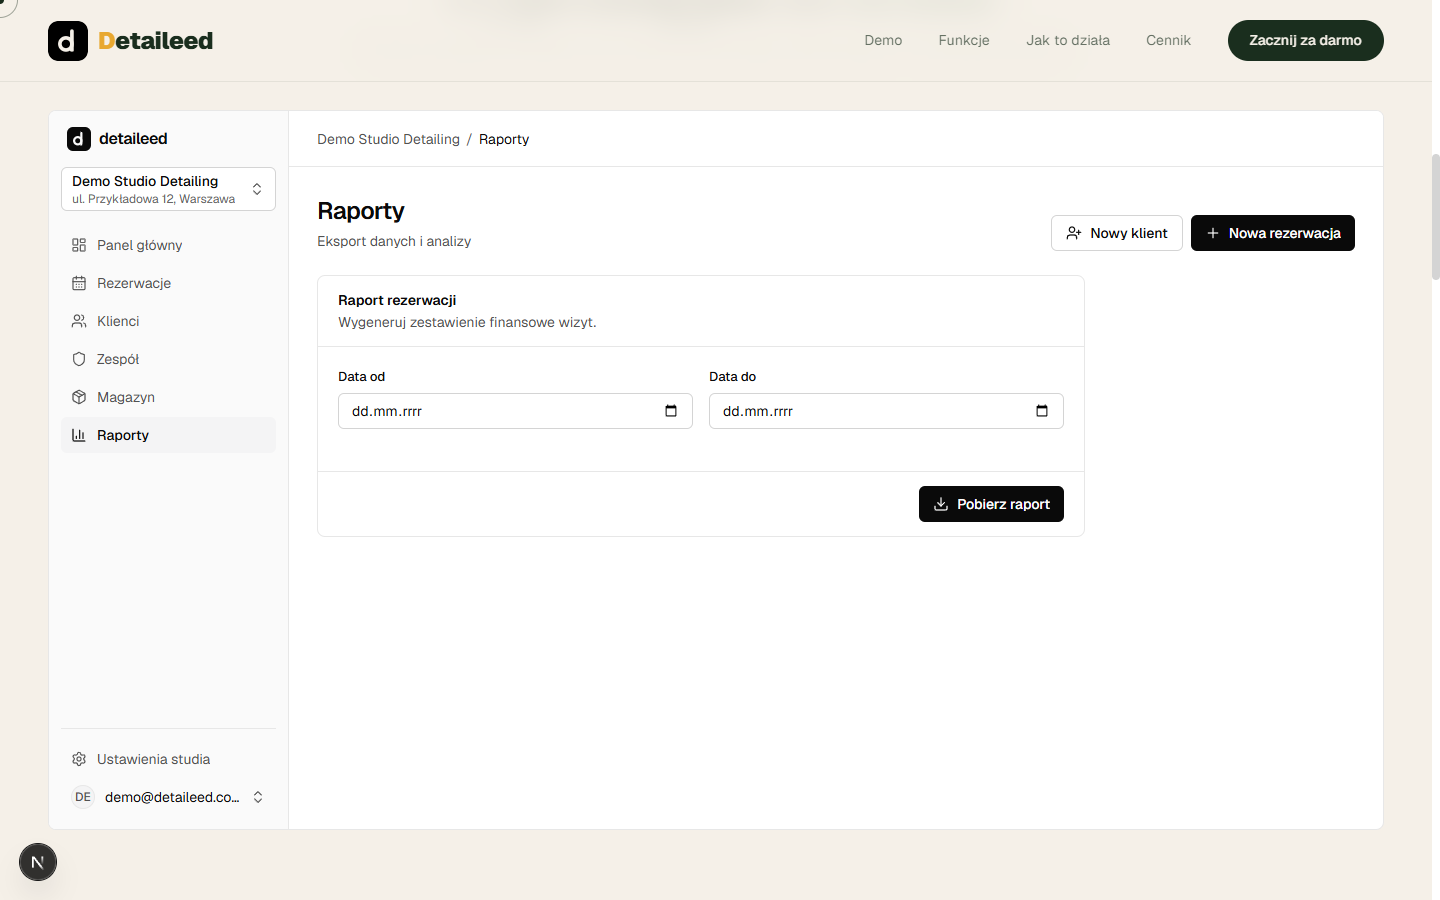 d Detaileed
Demo
Funkcje
Jak to działa
Cennik
Zacznij za darmo
d detaileed
Demo Studio Detailing
ul. Przykładowa 12, Warszawa
Panel główny
Rezerwacje
Klienci
Zespół
Magazyn
Raporty
Ustawienia studia
DE demo@detaileed.co...
Demo Studio Detailing / Raporty
Raporty
Eksport danych i analizy
Nowy klient
Nowa rezerwacja
Raport rezerwacji
Wygeneruj zestawienie finansowe wizyt.
Data od
dd.mm.rrrr
Data do
dd.mm.rrrr
Pobierz raport
N